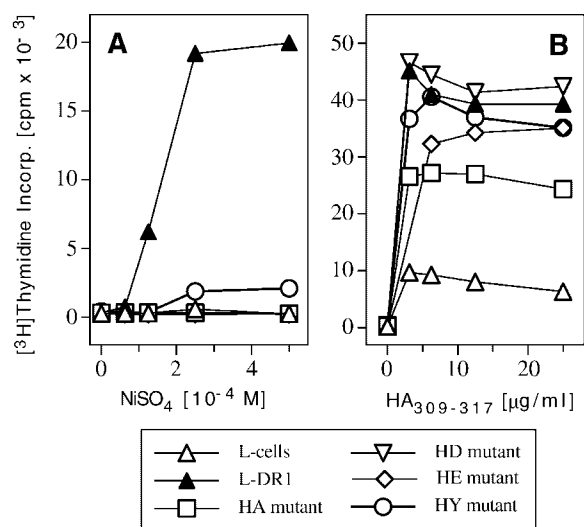 A
B
[³H]Thymidine Incorp. [cpm x 10⁻³]
20
15
10
5
0
50
40
30
20
10
0
0 2 4
0 10 20
NiSO₄ [10⁻⁴ M]
HA₃₀₉₋₃₁₇ [µg/ml]
L-cells
L-DR1
HA mutant
HD mutant
HE mutant
HY mutant